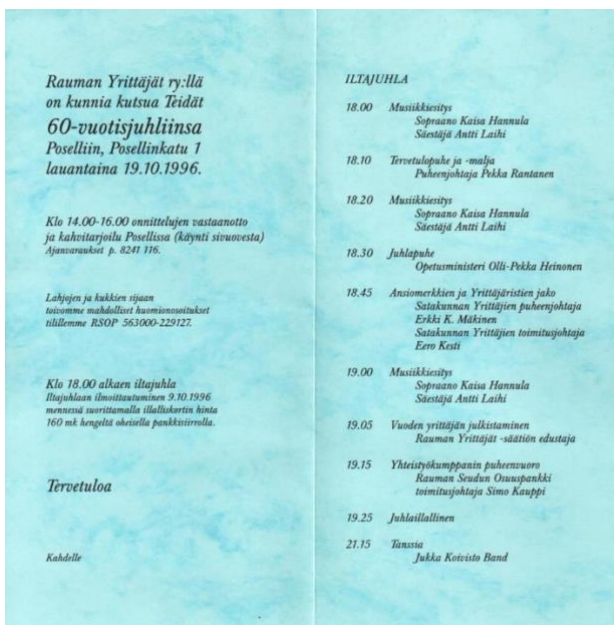 Rauman Yrittäjät ry:llä
on kunnia kutsua Teidät
60-vuotisjuhliinsa
Poselliin, Posellinkatu 1
lauantaina 19.10.1996.
Klo 14.00-16.00 onnittelujen vastaanotto
ja kahvitarjoilu Posellissa (käynti sivuovesta)
Ajanvaraukset p. 8241 116.
Lahjojen ja kukkien sijaan
toivomme mahdolliset huomionosoitukset
tilillemme RSOP 563000-229127.
Klo 18.00 alkaen iltajuhla
Iltajuhlaan ilmoittautuminen 9.10.1996
mennessä suorittamalla illalliskortin hinta
160 mk hengeltä oheisella pankkisiirrolla.
Tervetuloa
Kahdelle
ILTAJUHLA
18.00 Musiikkiesitys
Sopraano Kaisa Hannula
Säestäjä Antti Laihi
18.10 Tervetulopuhe ja -malja
Puheenjohtaja Pekka Rantanen
18.20 Musiikkiesitys
Sopraano Kaisa Hannula
Säestäjä Antti Laihi
18.30 Juhlapuhe
Opetusministeri Olli-Pekka Heinonen
18.45 Ansiomerkkien ja Yrittäjäristien jako
Satakunnan Yrittäjien puheenjohtaja
Erkki K. Mäkinen
Satakunnan Yrittäjien toimitusjohtaja
Eero Kesti
19.00 Musiikkiesitys
Sopraano Kaisa Hannula
Säestäjä Antti Laihi
19.05 Vuoden yrittäjän julkistaminen
Rauman Yrittäjät -säätiön edustaja
19.15 Yhteistyökumppanin puheenvuoro
Rauman Seudun Osuuspankki
toimitusjohtaja Simo Kauppi
19.25 Juhlaillallinen
21.15 Tanssia
Jukka Koivisto Band